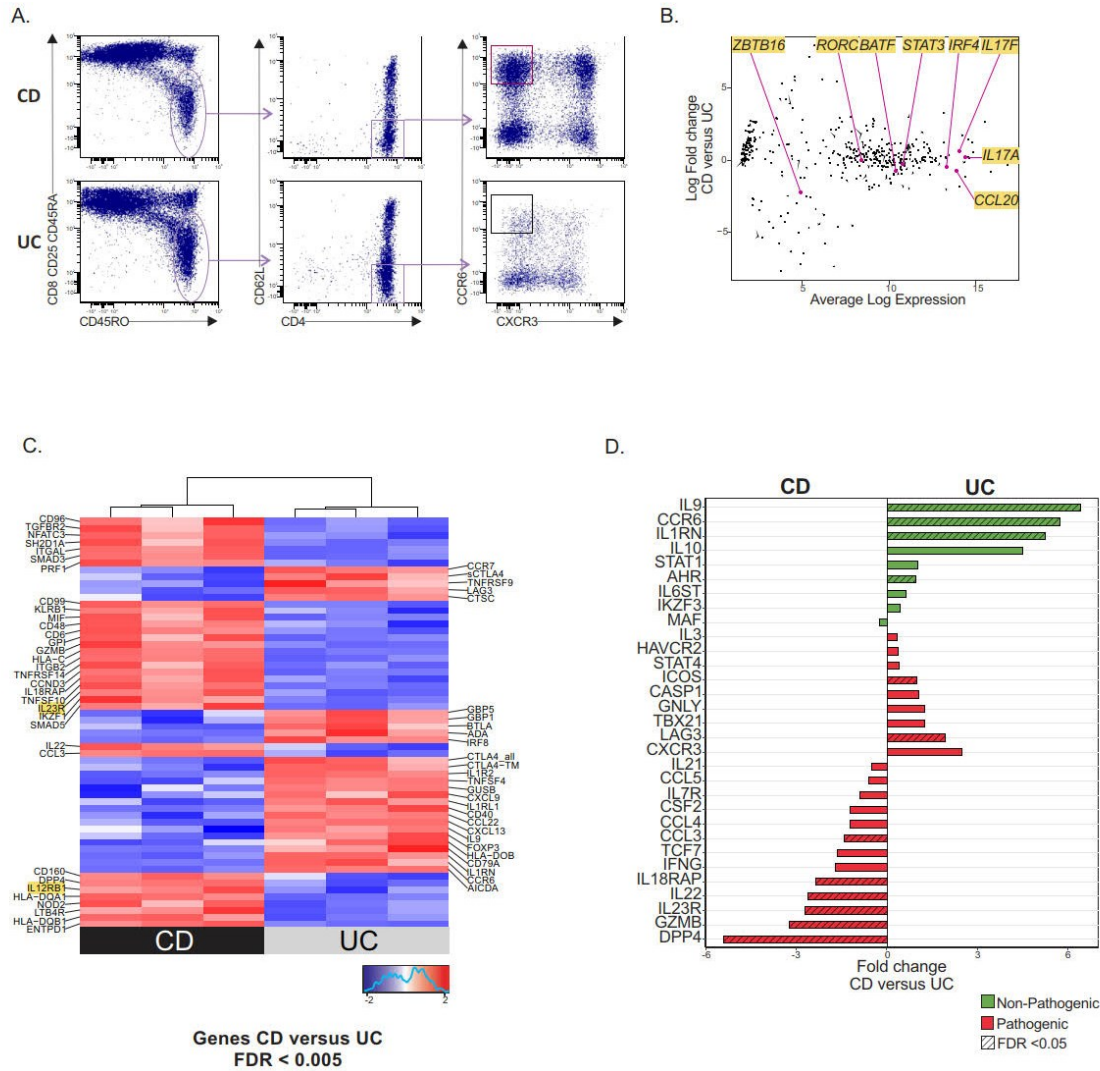 A.
CD
UC
CD8 CD25 CD45RA
CD45RO
CD62L
CD4
CCR6
CXCR3
B.
ZBTB16
RORC
BATF
STAT3
IRF4
IL17F
IL17A
CCL20
Log Fold change
CD versus UC
5
0
−5
5
10
15
Average Log Expression
C.
CD96
TGFBR2
NFATC3
SH2D1A
ITGAL
SMAD3
PRF1
CD99
KLRB1
MIF
CD48
CD6
GPI
GZMB
HLA−C
ITGB2
TNFRSF14
CCND3
IL18RAP
TNFSF10
IL23R
IKZF1
SMAD5
IL22
CCL3
CD160
DPP4
IL12RB1
HLA−DQA1
NOD2
LTB4R
HLA−DQB1
ENTPD1
CCR7
sCTLA4
TNFRSF9
LAG3
CTSC
GBP5
GBP1
BTLA
ADA
IRF8
CTLA4_all
CTLA4−TM
IL1R2
TNFSF4
GUSB
CXCL9
IL1RL1
CD40
CCL22
CXCL13
IL9
FOXP3
HLA−DOB
CD79A
IL1RN
CCR6
AICDA
CD
UC
-2
2
Genes CD versus UC
FDR < 0.005
D.
CD
UC
IL9
CCR6
IL1RN
IL10
STAT1
AHR
IL6ST
IKZF3
MAF
IL3
HAVCR2
STAT4
ICOS
CASP1
GNLY
TBX21
LAG3
CXCR3
IL21
CCL5
IL7R
CSF2
CCL4
CCL3
TCF7
IFNG
IL18RAP
IL22
IL23R
GZMB
DPP4
-6
-3
0
3
6
Fold change
CD versus UC
Non-Pathogenic
Pathogenic
FDR <0.05